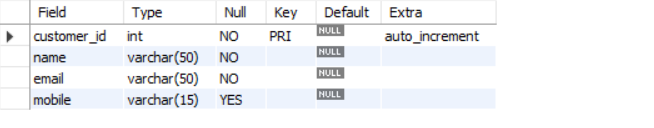 Field Type Null Key Default Extra
customer_id int NO PRI NULL auto_increment
name varchar(50) NO NULL
email varchar(50) NO NULL
mobile varchar(15) YES NULL